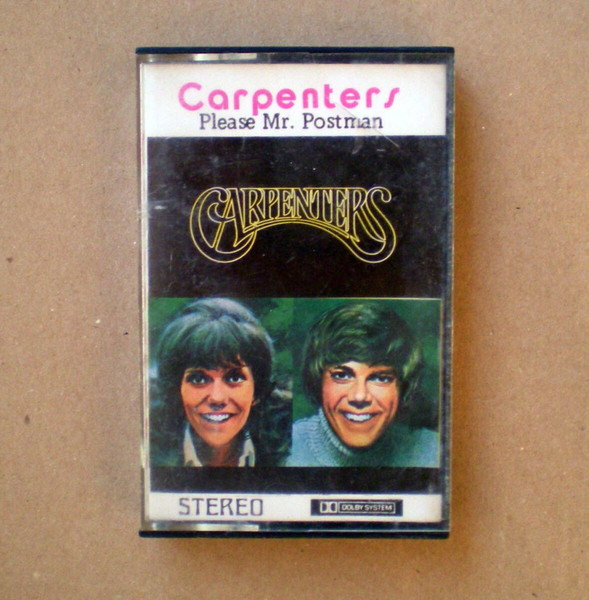 Carpenters
Please Mr. Postman
CARPENTERS
STEREO
DOLBY SYSTEM